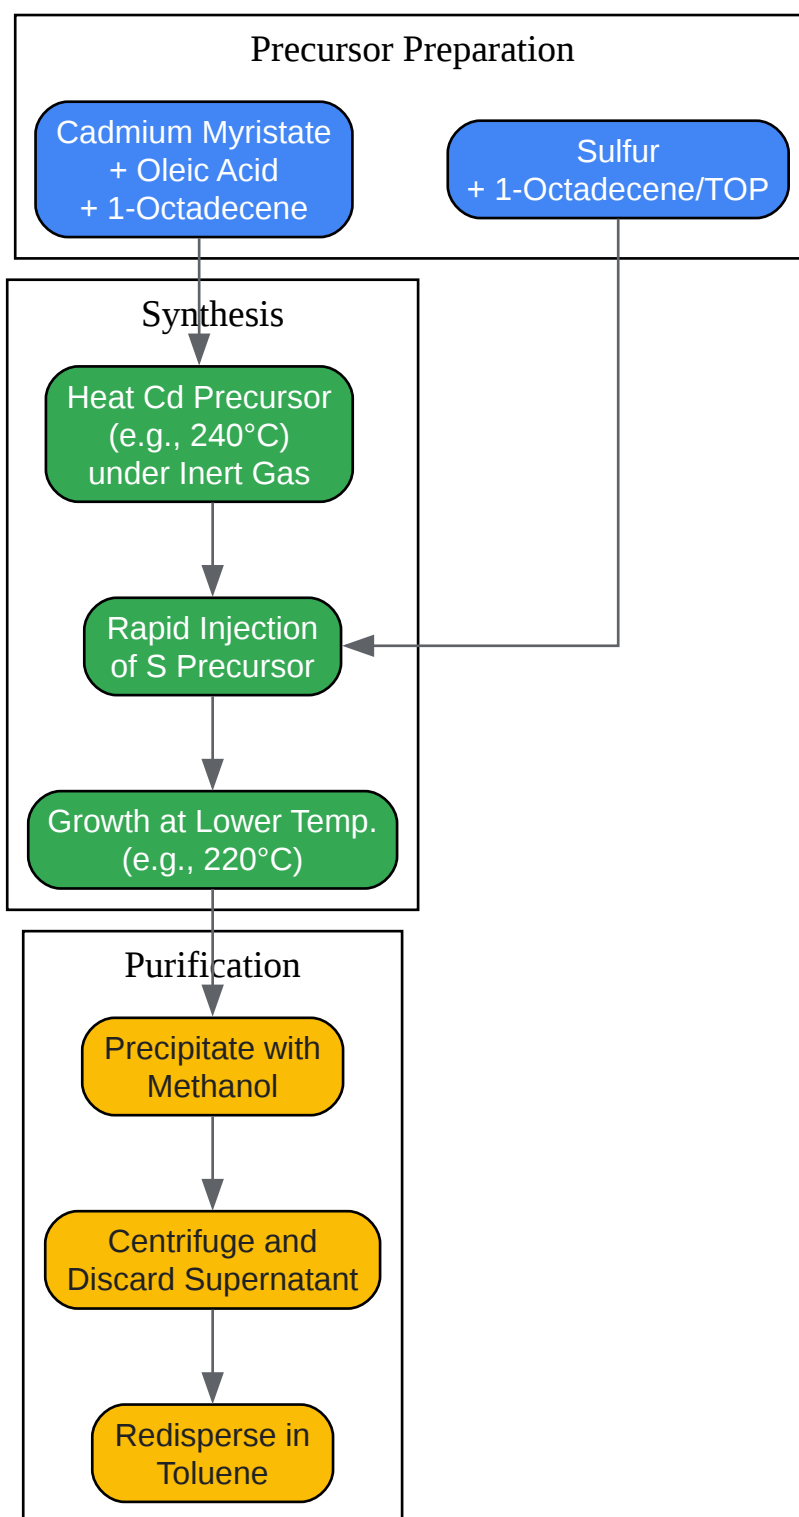 Precursor Preparation
Cadmium Myristate
+ Oleic Acid
+ 1-Octadecene
Sulfur
+ 1-Octadecene/TOP
Synthesis
Heat Cd Precursor
(e.g., 240°C)
under Inert Gas
Rapid Injection
of S Precursor
Growth at Lower Temp.
(e.g., 220°C)
Purification
Precipitate with
Methanol
Centrifuge and
Discard Supernatant
Redisperse in
Toluene